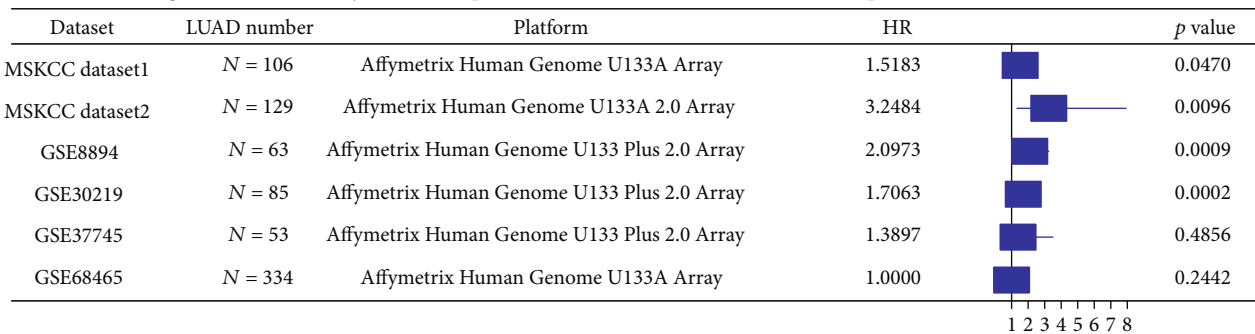 Dataset LUAD number Platform HR p value
MSKCC dataset1 N = 106 Affymetrix Human Genome U133A Array 1.5183 0.0470
MSKCC dataset2 N = 129 Affymetrix Human Genome U133A 2.0 Array 3.2484 0.0096
GSE8894 N = 63 Affymetrix Human Genome U133 Plus 2.0 Array 2.0973 0.0009
GSE30219 N = 85 Affymetrix Human Genome U133 Plus 2.0 Array 1.7063 0.0002
GSE37745 N = 53 Affymetrix Human Genome U133 Plus 2.0 Array 1.3897 0.4856
GSE68465 N = 334 Affymetrix Human Genome U133A Array 1.0000 0.2442
1 2 3 4 5 6 7 8